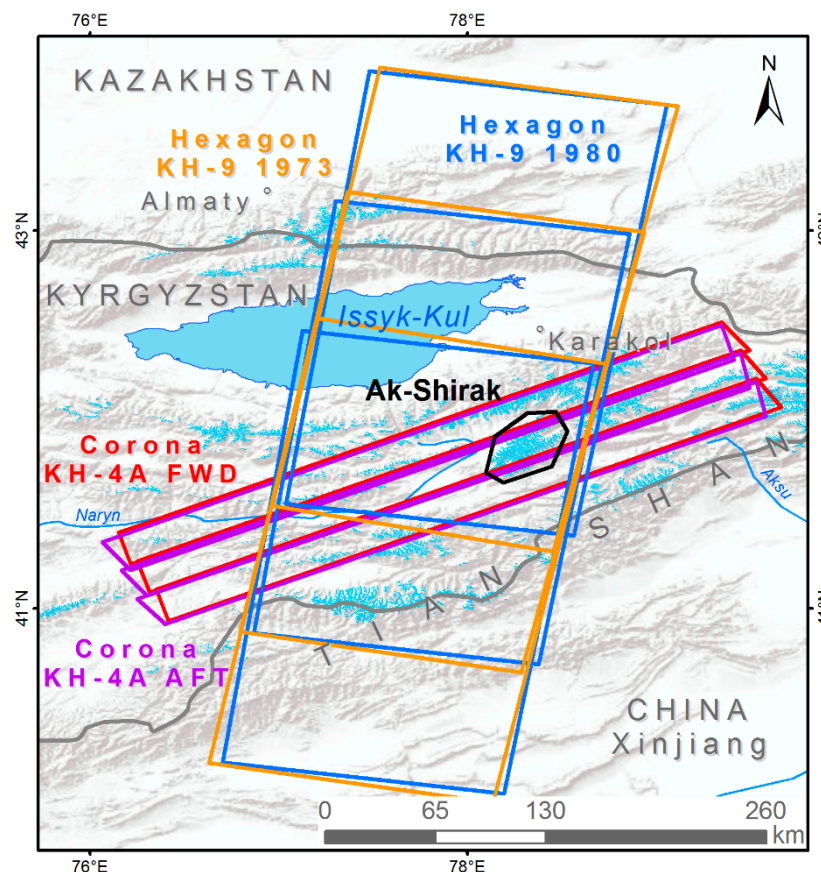 76°E
78°E
N
KAZAKHSTAN
Hexagon
KH-9 1973
Hexagon
KH-9 1980
Almaty
43°N
KYRGYZSTAN
Issyk-Kul
Karakol
Ak-Shirak
Corona
KH-4A FWD
Naryn
Aksu
TIAN SHAN
41°N
Corona
KH-4A AFT
CHINA
Xinjiang
0
65
130
260
km
76°E
78°E